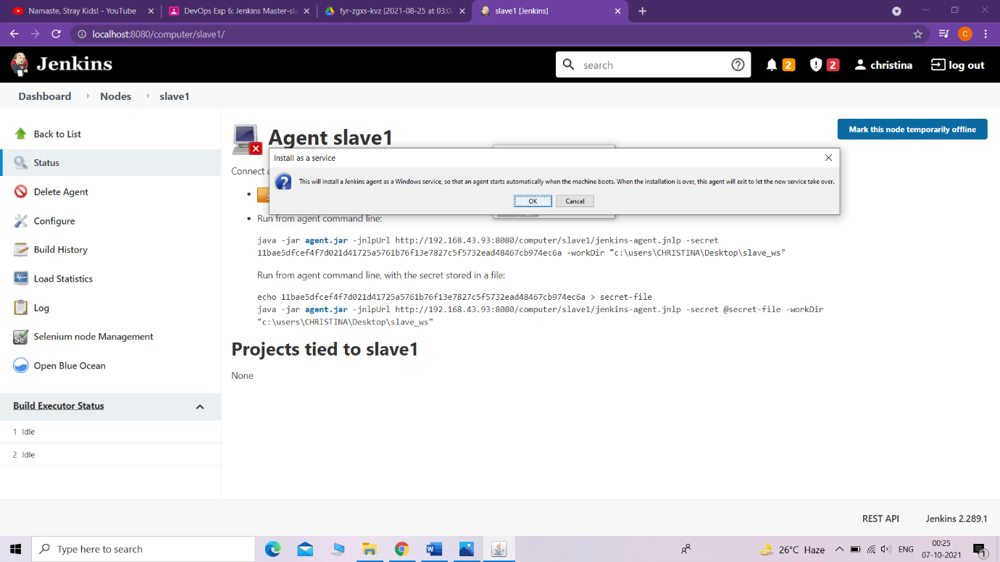 Namaste, Stray Kids! - YouTube
DevOps Exp 6: Jenkins Master-sla
fyr-zgxs-kvz (2021-08-25 at 03:02
slave1 [Jenkins]
localhost:8080/computer/slave1/
C
Jenkins
search
2
2
christina
log out
Dashboard
Nodes
slave1
Back to List
Status
Delete Agent
Configure
Build History
Load Statistics
Log
Selenium node Management
Open Blue Ocean
Build Executor Status
1 Idle
2 Idle
Agent slave1
Mark this node temporarily offline
Connect a
Install as a service
This will install a Jenkins agent as a Windows service, so that an agent starts automatically when the machine boots. When the installation is over, this agent will exit to let the new service take over.
OK
Cancel
Run from agent command line:
java -jar agent.jar -jnlpUrl http://192.168.43.93:8080/computer/slave1/jenkins-agent.jnlp -secret
11bae5dfcef4f7d021d41725a5761b76f13e7827c5f5732ead48467cb974ec6a -workDir "c:\users\CHRISTINA\Desktop\slave_ws"
Run from agent command line, with the secret stored in a file:
echo 11bae5dfcef4f7d021d41725a5761b76f13e7827c5f5732ead48467cb974ec6a > secret-file
java -jar agent.jar -jnlpUrl http://192.168.43.93:8080/computer/slave1/jenkins-agent.jnlp -secret @secret-file -workDir
"c:\users\CHRISTINA\Desktop\slave_ws"
Projects tied to slave1
None
REST API
Jenkins 2.289.1
Type here to search
26°C Haze
ENG
00:25
07-10-2021
1